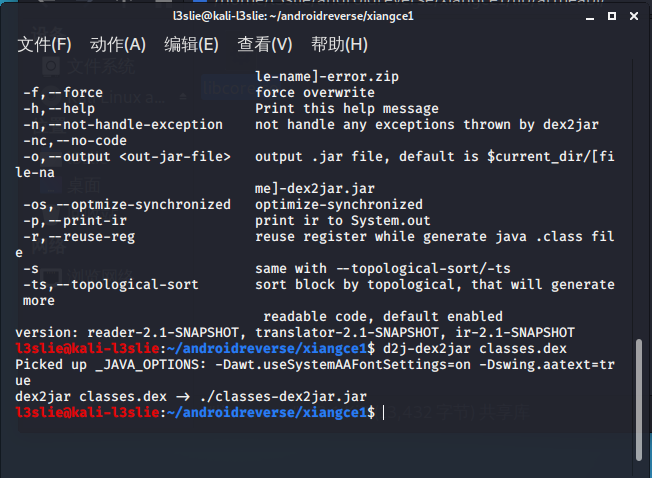 l3slie@kali-l3slie: ~/androidreverse/xiangce1
文件(F) 动作(A) 编辑(E) 查看(V) 帮助(H)
le-name]-error.zip
-f,--force force overwrite
-h,--help Print this help message
-n,--not-handle-exception not handle any exceptions thrown by dex2jar
-nc,--no-code
-o,--output <out-jar-file> output .jar file, default is $current_dir/[fi
le-na
me]-dex2jar.jar
-os,--optmize-synchronized optimize-synchronized
-p,--print-ir print ir to System.out
-r,--reuse-reg reuse register while generate java .class fil
e
-s same with --topological-sort/-ts
-ts,--topological-sort sort block by topological, that will generate
more
readable code, default enabled
version: reader-2.1-SNAPSHOT, translator-2.1-SNAPSHOT, ir-2.1-SNAPSHOT
l3slie@kali-l3slie:~/androidreverse/xiangce1$ d2j-dex2jar classes.dex
Picked up _JAVA_OPTIONS: -Dawt.useSystemAAFontSettings=on -Dswing.aatext=tr
ue
dex2jar classes.dex -> ./classes-dex2jar.jar
l3slie@kali-l3slie:~/androidreverse/xiangce1$